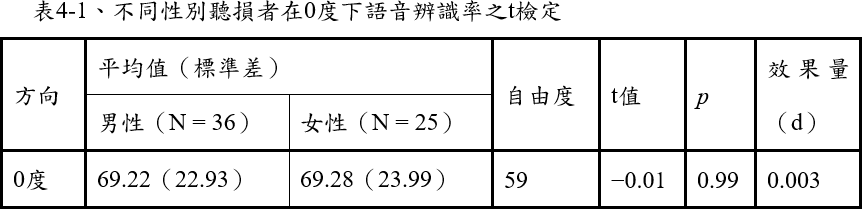 表4-1、不同性別聽損者在0度下語音辨識率之t檢定
方向 平均值（標準差） 自由度 t值 p 效果量（d）
男性（N = 36） 女性（N = 25）
0度 69.22（22.93） 69.28（23.99） 59 −0.01 0.99 0.003